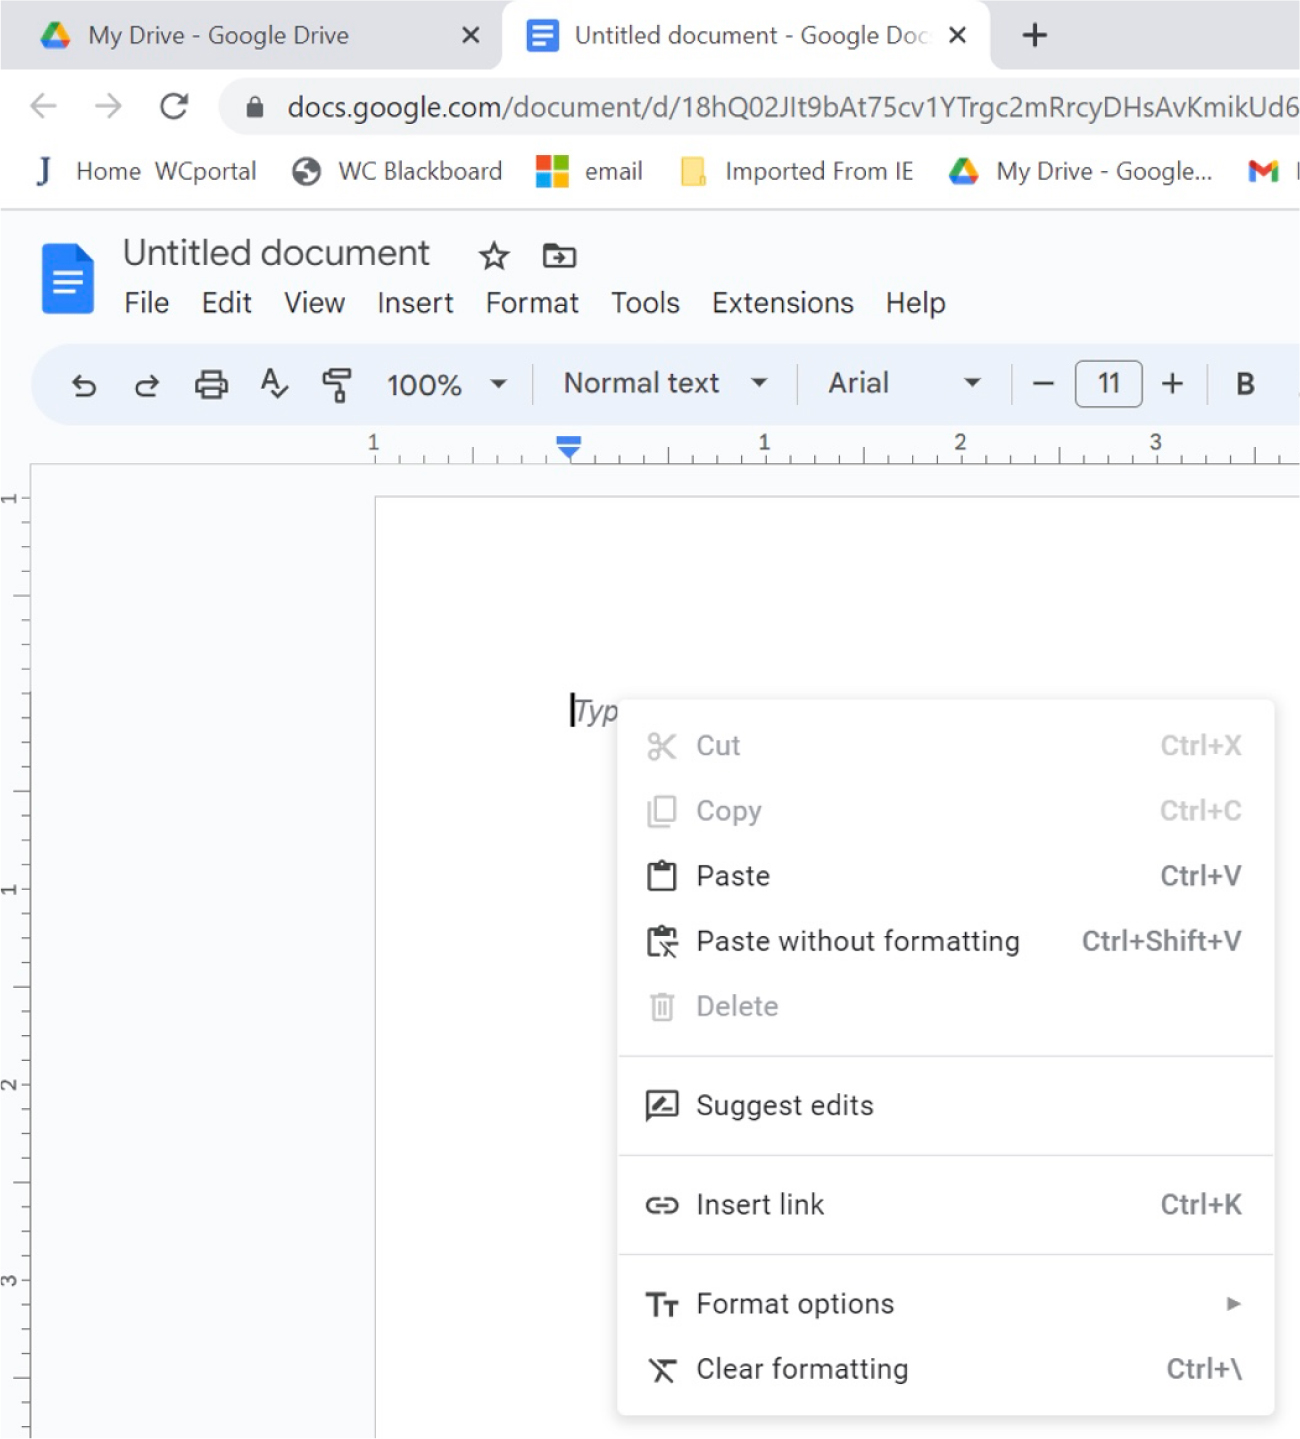 My Drive - Google Drive
Untitled document - Google Doc
docs.google.com/document/d/18hQ02JIt9bAt75cv1YTrgc2mRrcyDHsAvKmikUd6
Home WCportal WC Blackboard email Imported From IE My Drive - Google...
Untitled document
File Edit View Insert Format Tools Extensions Help
100% Normal text Arial 11 B
1 1 2 3
1
Typ
Cut Ctrl+X
Copy Ctrl+C
Paste Ctrl+V
1
Paste without formatting Ctrl+Shift+V
Delete
2
Suggest edits
Insert link Ctrl+K
3
Format options
Clear formatting Ctrl+\